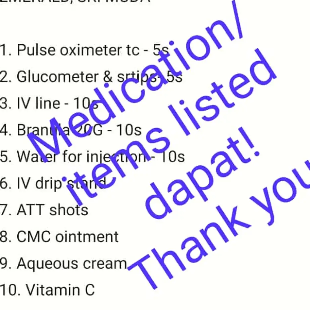 EMERALD, SRI MUDA
1. Pulse oximeter tc - 5s
2. Glucometer & srtips- 5s
3. IV line - 10s
4. Branula 20G - 10s
5. Water for injection - 10s
6. IV drip stand
7. ATT shots
8. CMC ointment
9. Aqueous cream
10. Vitamin C
Medication/
items listed
dapat!
Thank you